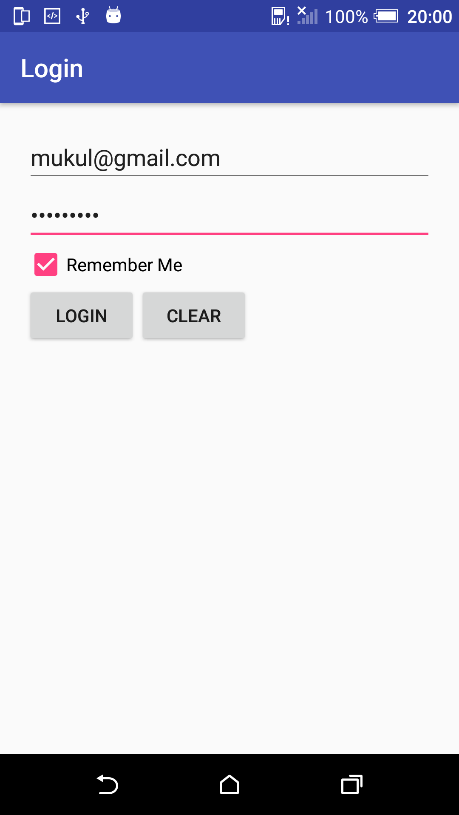 100% 20:00
Login
mukul@gmail.com
•••••••••
Remember Me
LOGIN CLEAR